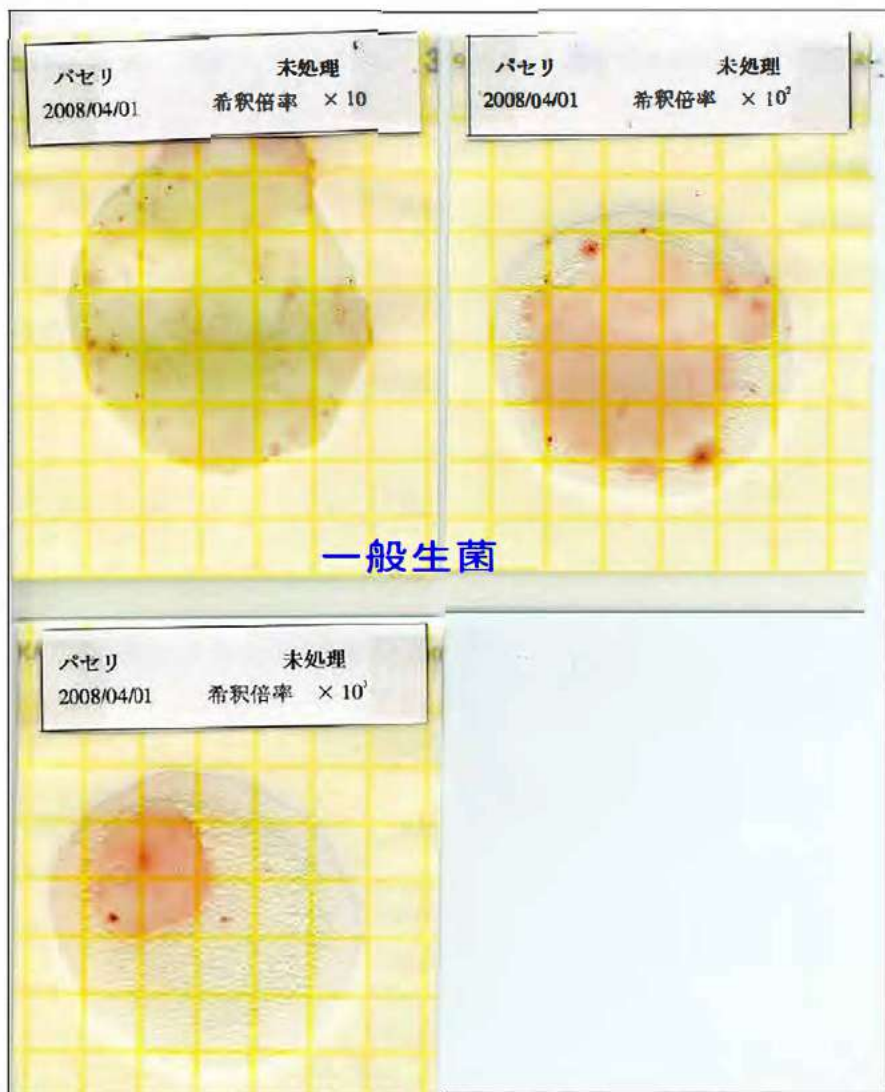 パセリ 未処理
2008/04/01 希釈倍率 ×10
パセリ 未処理
2008/04/01 希釈倍率 ×10²
一般生菌
パセリ 未処理
2008/04/01 希釈倍率 ×10³